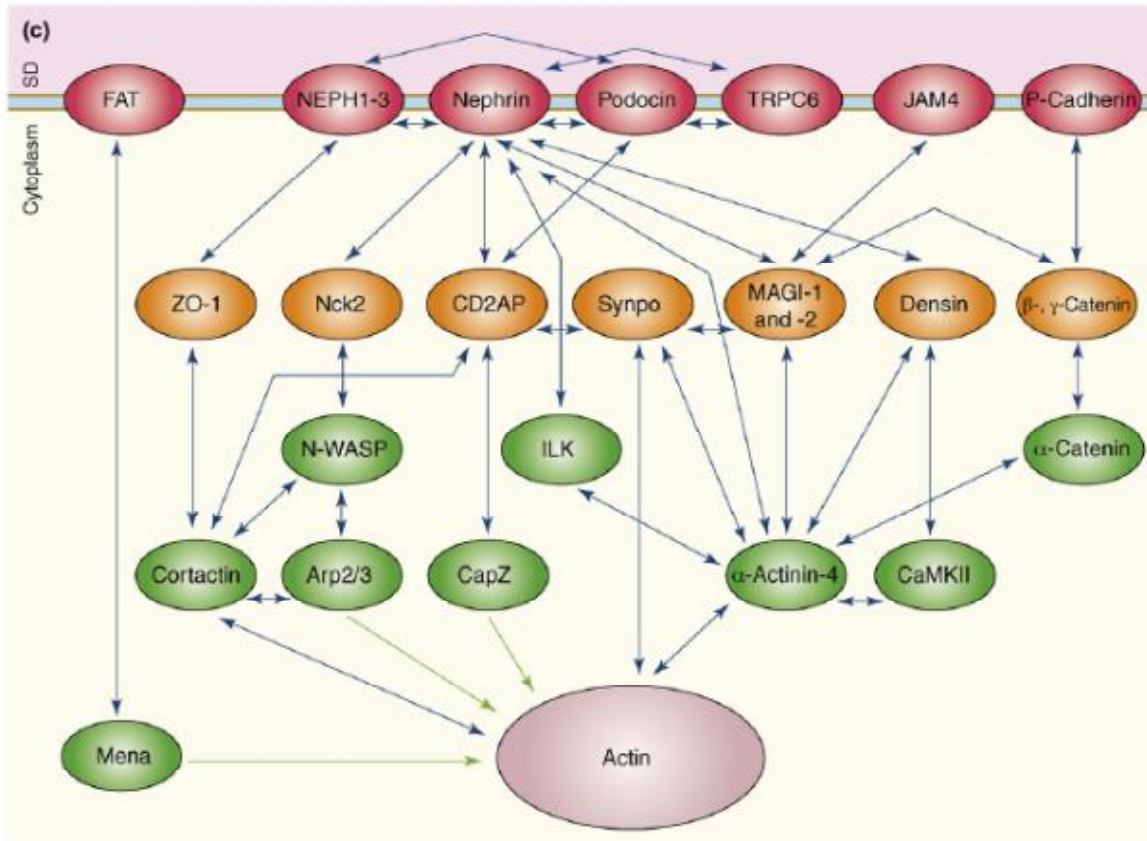 (c)
SD
FAT
NEPH1-3
Nephrin
Podocin
TRPC6
JAM4
P-Cadherin
Cytoplasm
ZO-1
Nck2
CD2AP
Synpo
MAGI-1
and -2
Densin
β-, γ-Catenin
N-WASP
ILK
α-Catenin
Cortactin
Arp2/3
CapZ
α-Actinin-4
CaMKII
Mena
Actin